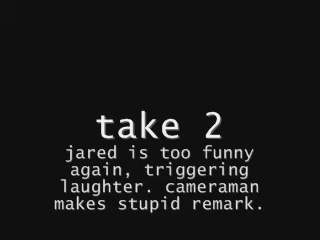 take 2
jared is too funny
again, triggering
laughter. cameraman
makes stupid remark.